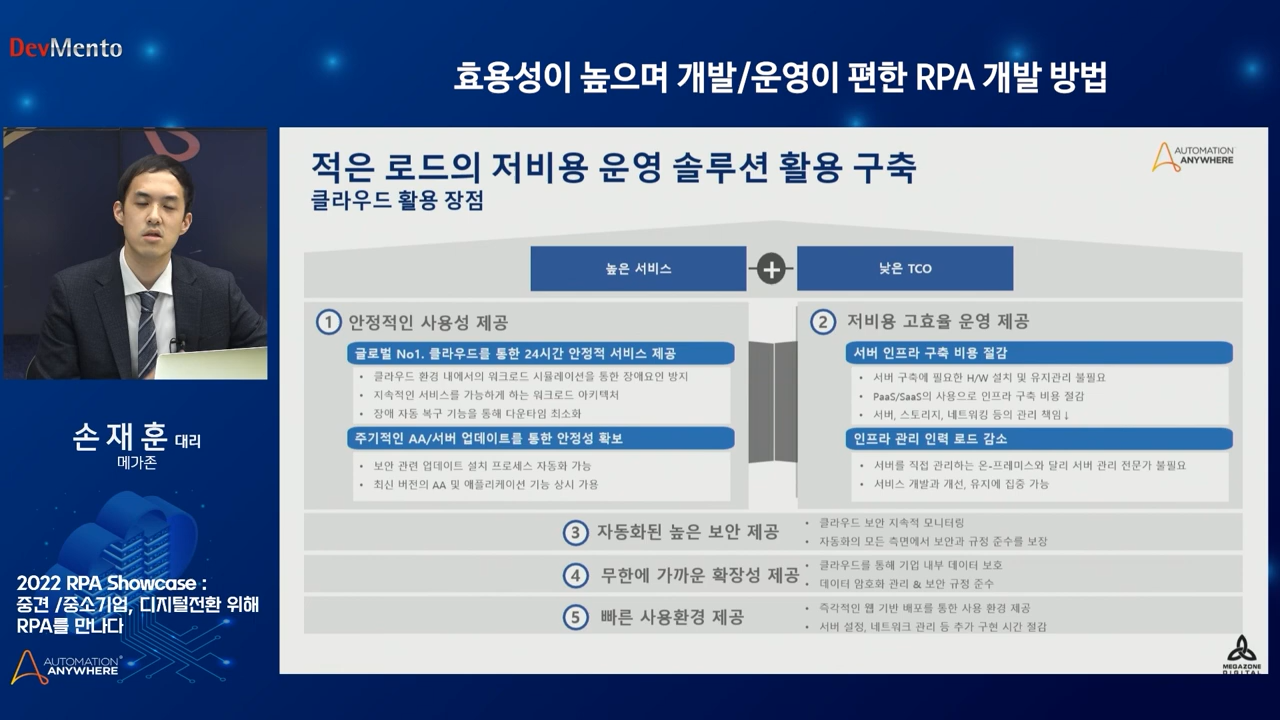 DevMento
효용성이 높으며 개발/운영이 편한 RPA 개발 방법
적은 로드의 저비용 운영 솔루션 활용 구축
클라우드 활용 장점
AUTOMATION
ANYWHERE
높은 서비스
낮은 TCO
1 안정적인 사용성 제공
글로벌 No1. 클라우드를 통한 24시간 안정적 서비스 제공
• 클라우드 환경 내에서의 워크로드 시뮬레이션을 통한 장애요인 방지
• 지속적인 서비스를 가능하게 하는 워크로드 아키텍처
• 장애 자동 복구 기능을 통해 다운타임 최소화
주기적인 AA/서버 업데이트를 통한 안정성 확보
• 보안 관련 업데이트 설치 프로세스 자동화 가능
• 최신 버전의 AA 및 애플리케이션 기능 상시 가용
2 저비용 고효율 운영 제공
서버 인프라 구축 비용 절감
• 서버 구축에 필요한 H/W 설치 및 유지관리 불필요
• PaaS/SaaS의 사용으로 인프라 구축 비용 절감
• 서버, 스토리지, 네트워킹 등의 관리 책임↓
인프라 관리 인력 로드 감소
• 서버를 직접 관리하는 온-프레미스와 달리 서버 관리 전문가 불필요
• 서비스 개발과 개선, 유지에 집중 가능
3 자동화된 높은 보안 제공
• 클라우드 보안 지속적 모니터링
• 자동화의 모든 측면에서 보안과 규정 준수를 보장
4 무한에 가까운 확장성 제공
• 클라우드를 통해 기업 내부 데이터 보호
• 데이터 암호화 관리 & 보안 규정 준수
5 빠른 사용환경 제공
• 즉각적인 웹 기반 배포를 통한 사용 환경 제공
• 서버 설정, 네트워크 관리 등 추가 구현 시간 절감
MEGAZONE
DIGITAL
손재훈 대리
메가존
2022 RPA Showcase :
중견 /중소기업, 디지털전환 위해
RPA를 만나다
AUTOMATION
ANYWHERE